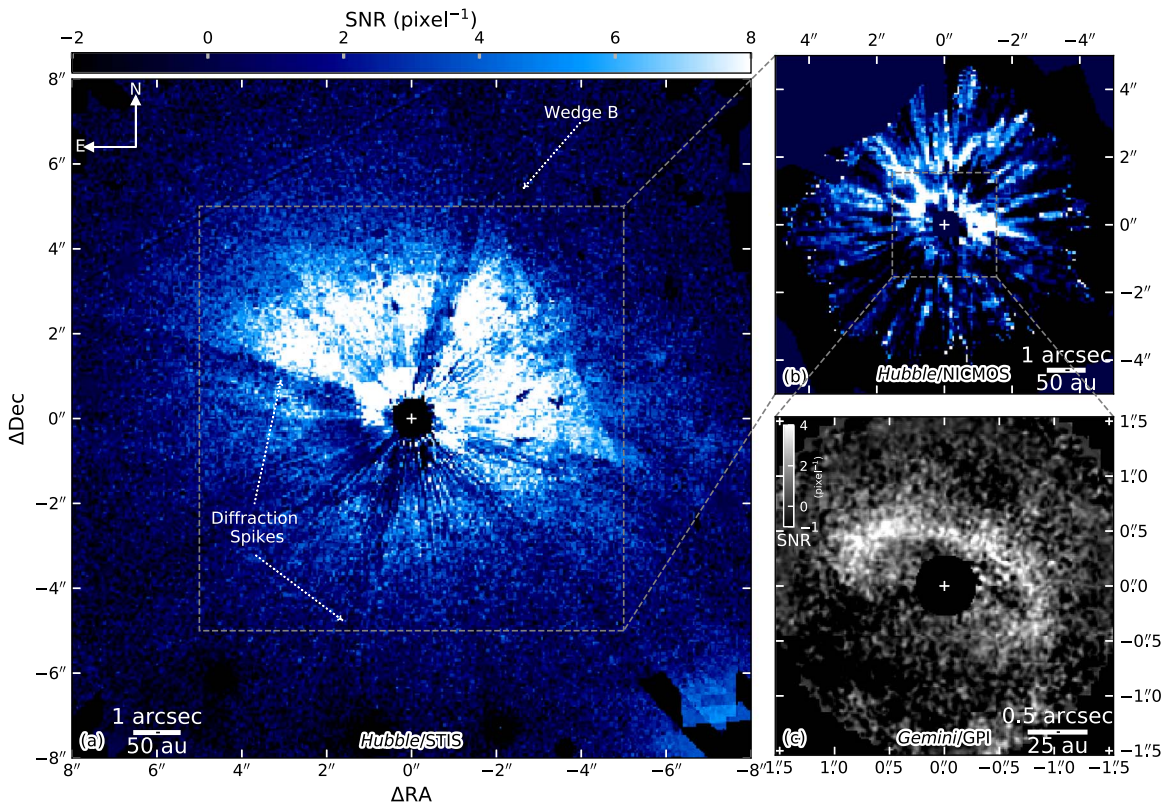 SNR (pixel⁻¹)
−2 0 2 4 6 8
8″
6″
4″
2″
0″
−2″
−4″
−6″
−8″
ΔDec
N
E
Wedge B
Diffraction
Spikes
1 arcsec
50 au
(a)
Hubble/STIS
8″ 6″ 4″ 2″ 0″ −2″ −4″ −6″ −8″
ΔRA
4″ 2″ 0″ −2″ −4″
4″
2″
0″
−2″
−4″
1 arcsec
50 au
(b)
Hubble/NICMOS
4
2
0
−1
(pixel⁻¹)
SNR
1″.5
1″.0
0″.5
0″.0
−0″.5
−1″.0
−1″.5
0.5 arcsec
25 au
(c)
Gemini/GPI
1″.5 1″.0 0″.5 0″.0 −0″.5 −1″.0 −1″.5